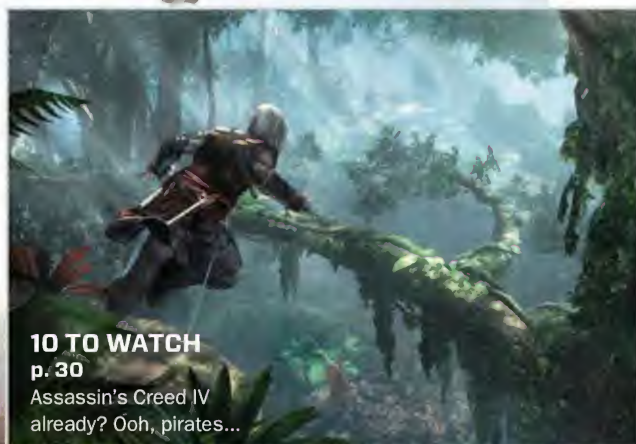 10 TO WATCH
p. 30
Assassin's Creed IV
already? Ooh, pirates...